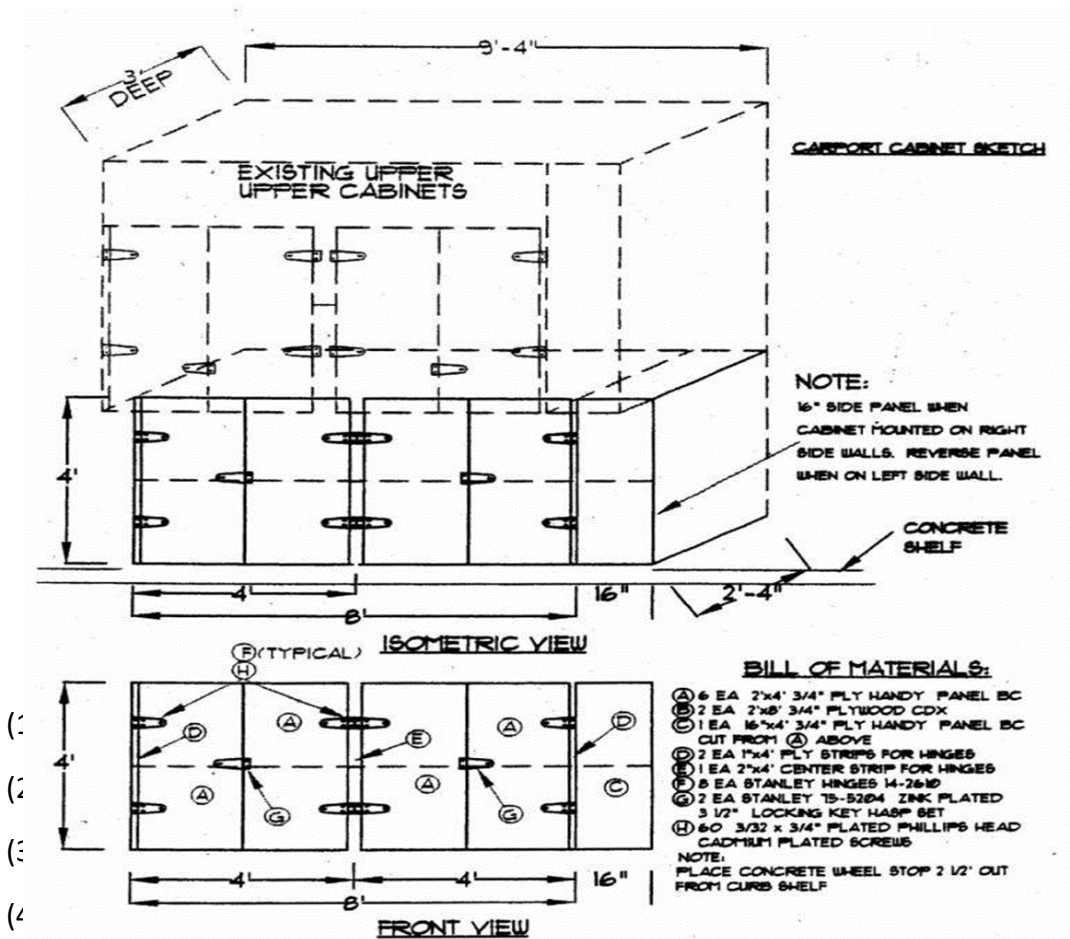 9'-4"
3'
DEEP
CARPORT CABINET SKETCH
EXISTING UPPER
UPPER CABINETS
NOTE:
16" SIDE PANEL WHEN
CABINET MOUNTED ON RIGHT
SIDE WALLS. REVERSE PANEL
WHEN ON LEFT SIDE WALL.
4'
CONCRETE
SHELF
4'
16"
2'-4"
8'
ISOMETRIC VIEW
F (TYPICAL)
H
BILL OF MATERIALS:
A 6 EA 2'x4' 3/4" PLY HANDY PANEL BC
B 2 EA 2'x8' 3/4" PLYWOOD CDX
C 1 EA 16"x4' 3/4" PLY HANDY PANEL BC
CUT FROM A ABOVE
D 2 EA 1"x4' PLY STRIPS FOR HINGES
E 1 EA 2"x4' CENTER STRIP FOR HINGES
F 8 EA STANLEY HINGES 14-2610
G 2 EA STANLEY 75-5204 ZINK PLATED
3 1/2" LOCKING KEY HASP SET
H 60 3/32 x 3/4" PLATED PHILLIPS HEAD
CADMIUM PLATED SCREWS
NOTE:
PLACE CONCRETE WHEEL STOP 2 1/2' OUT
FROM CURB SHELF
(1
(2
(3
(4
4'
D
A
E
A
D
A
G
A
G
C
4'
4'
16"
8'
FRONT VIEW